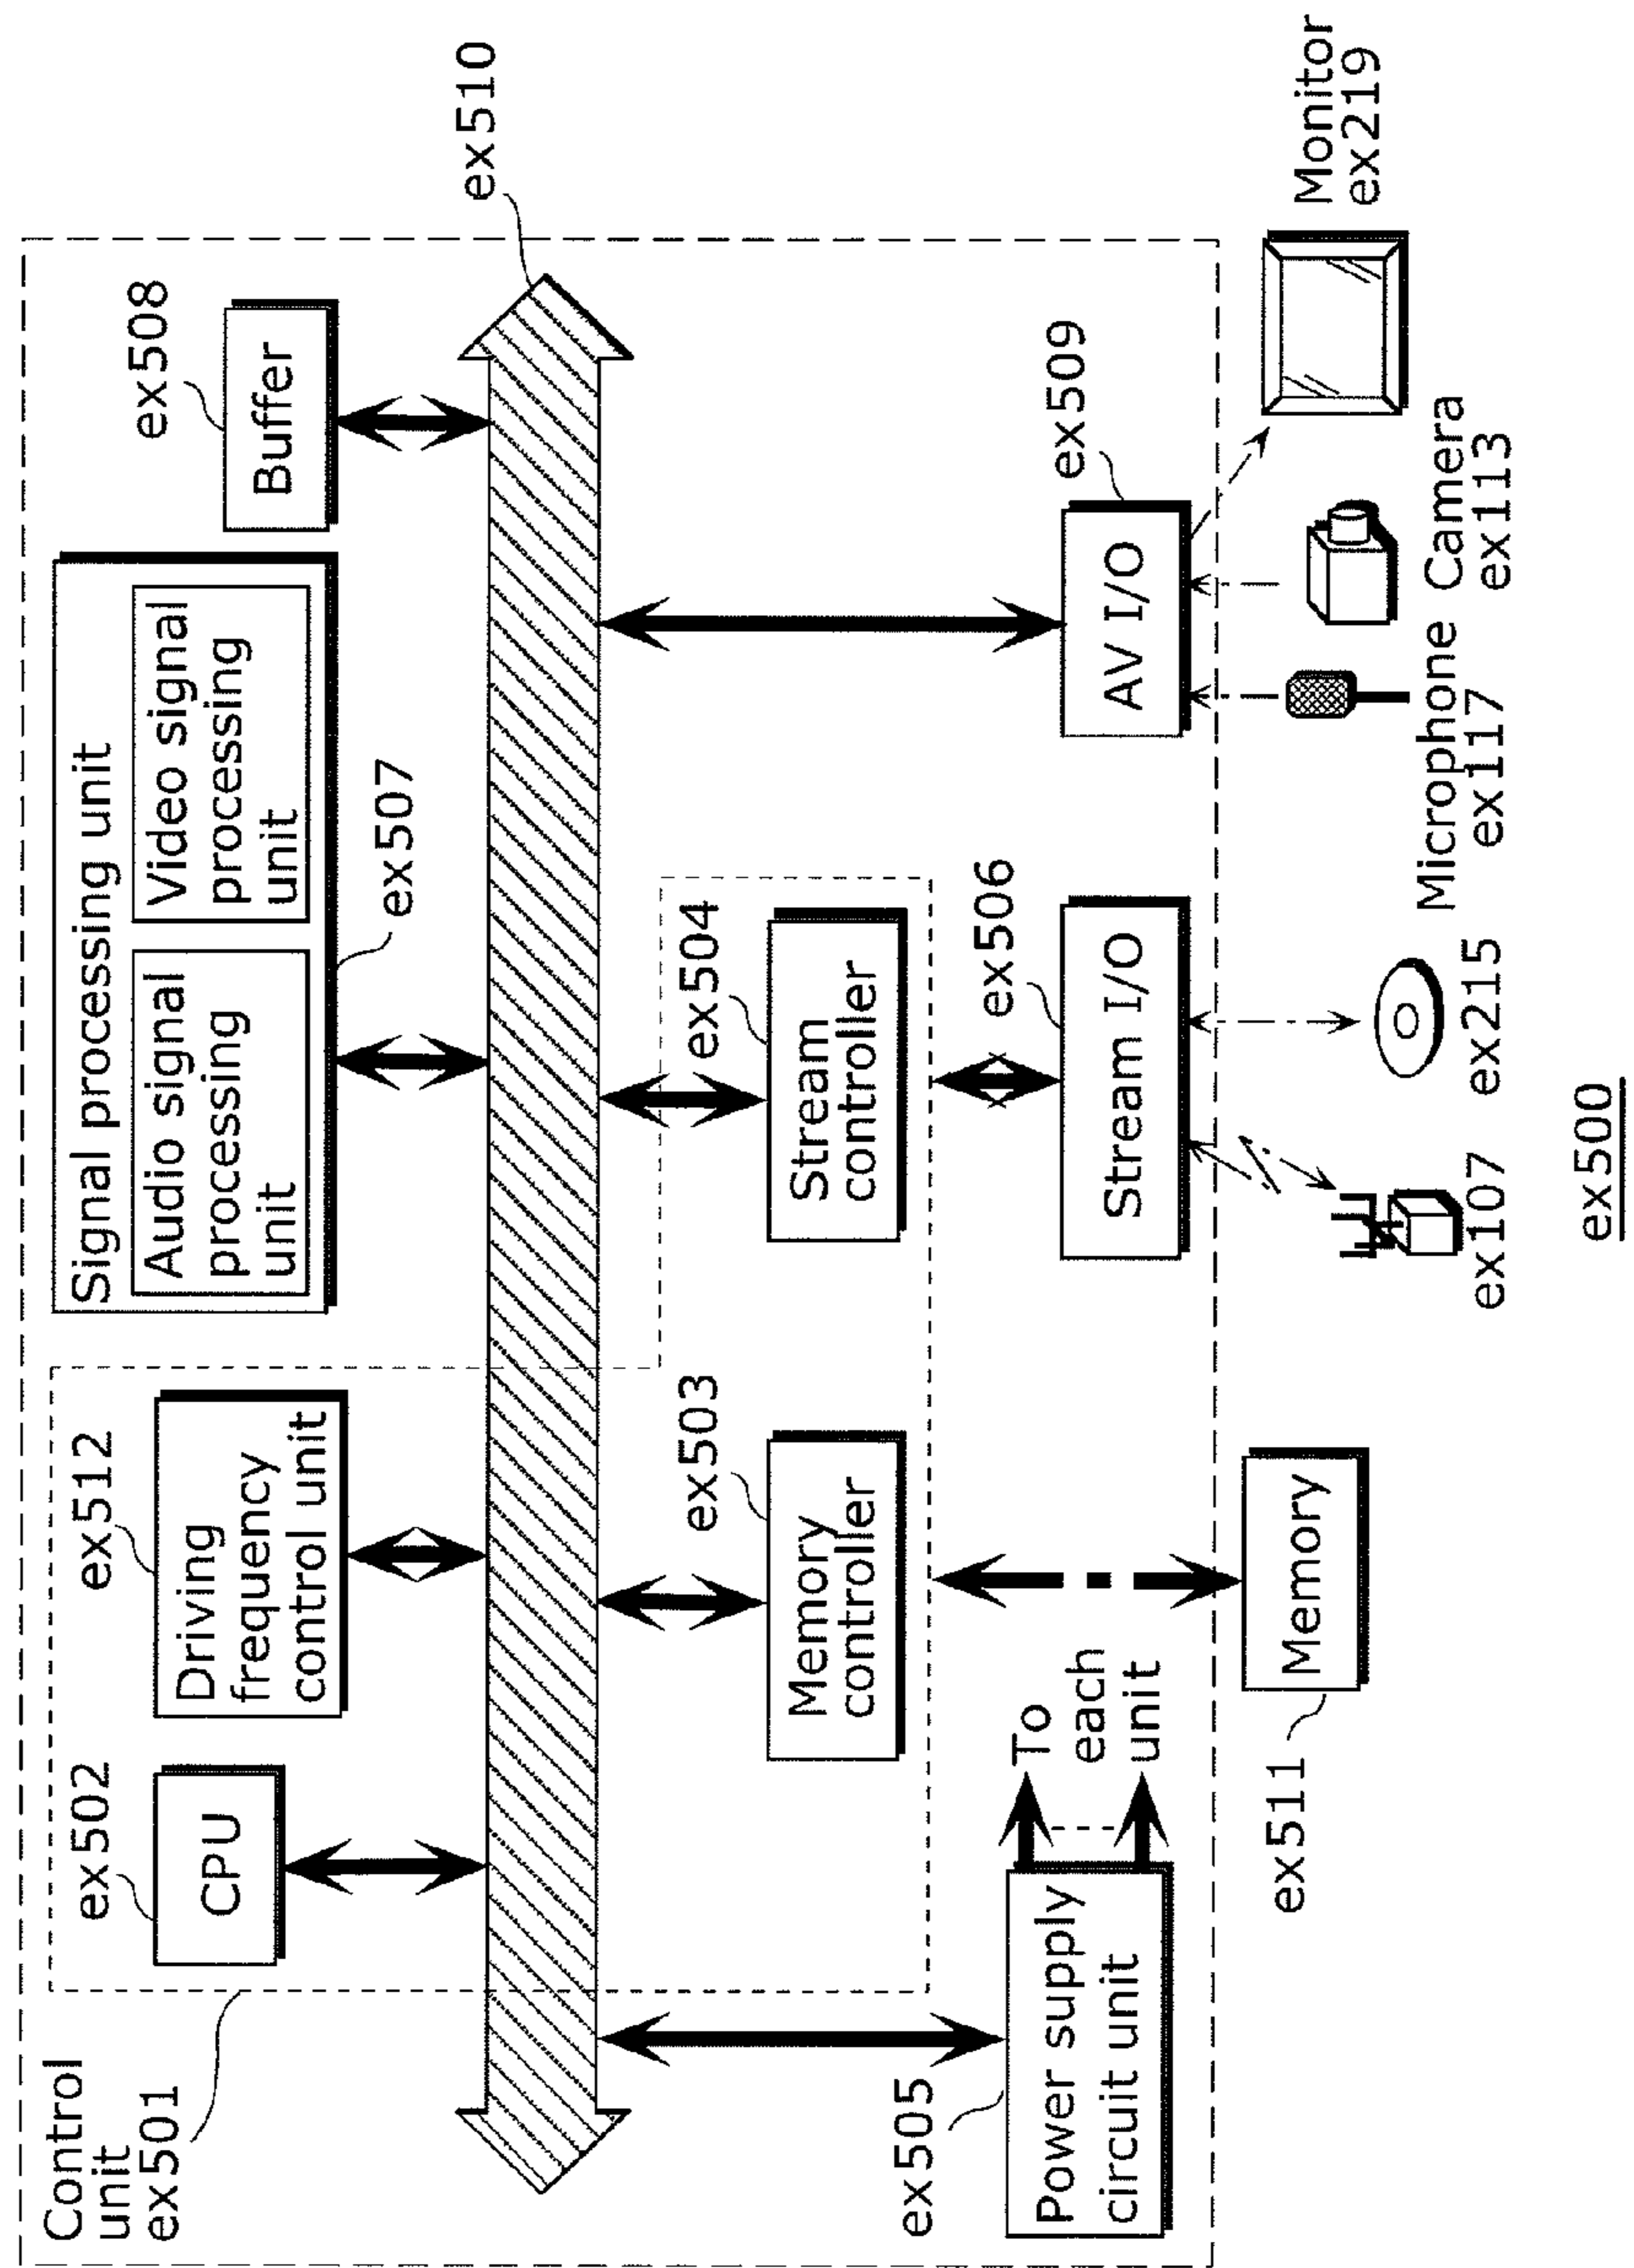 Control
unit
ex501
ex502
CPU
ex512
Driving
frequency
control unit
Signal processing unit
Audio signal
processing
unit
Video signal
processing
unit
ex507
ex508
Buffer
ex510
ex503
Memory
controller
ex504
Stream
controller
ex505
Power supply
circuit unit
To
each
unit
ex506
Stream I/O
ex509
AV I/O
ex511
Memory
ex107
ex215
Microphone
ex117
Camera
ex113
Monitor
ex219
ex500